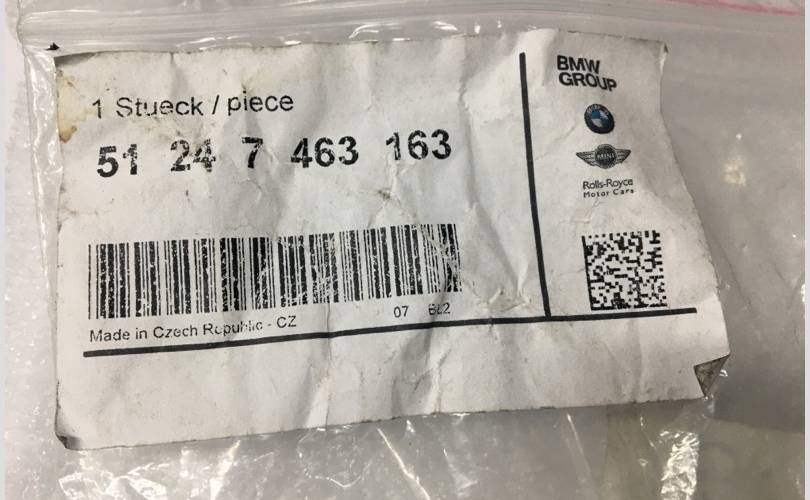 1 Stueck / piece
51 24 7 463 163
Made in Czech Republic - CZ
07
BMW
GROUP
MINI
Rolls-Royce
Motor Cars